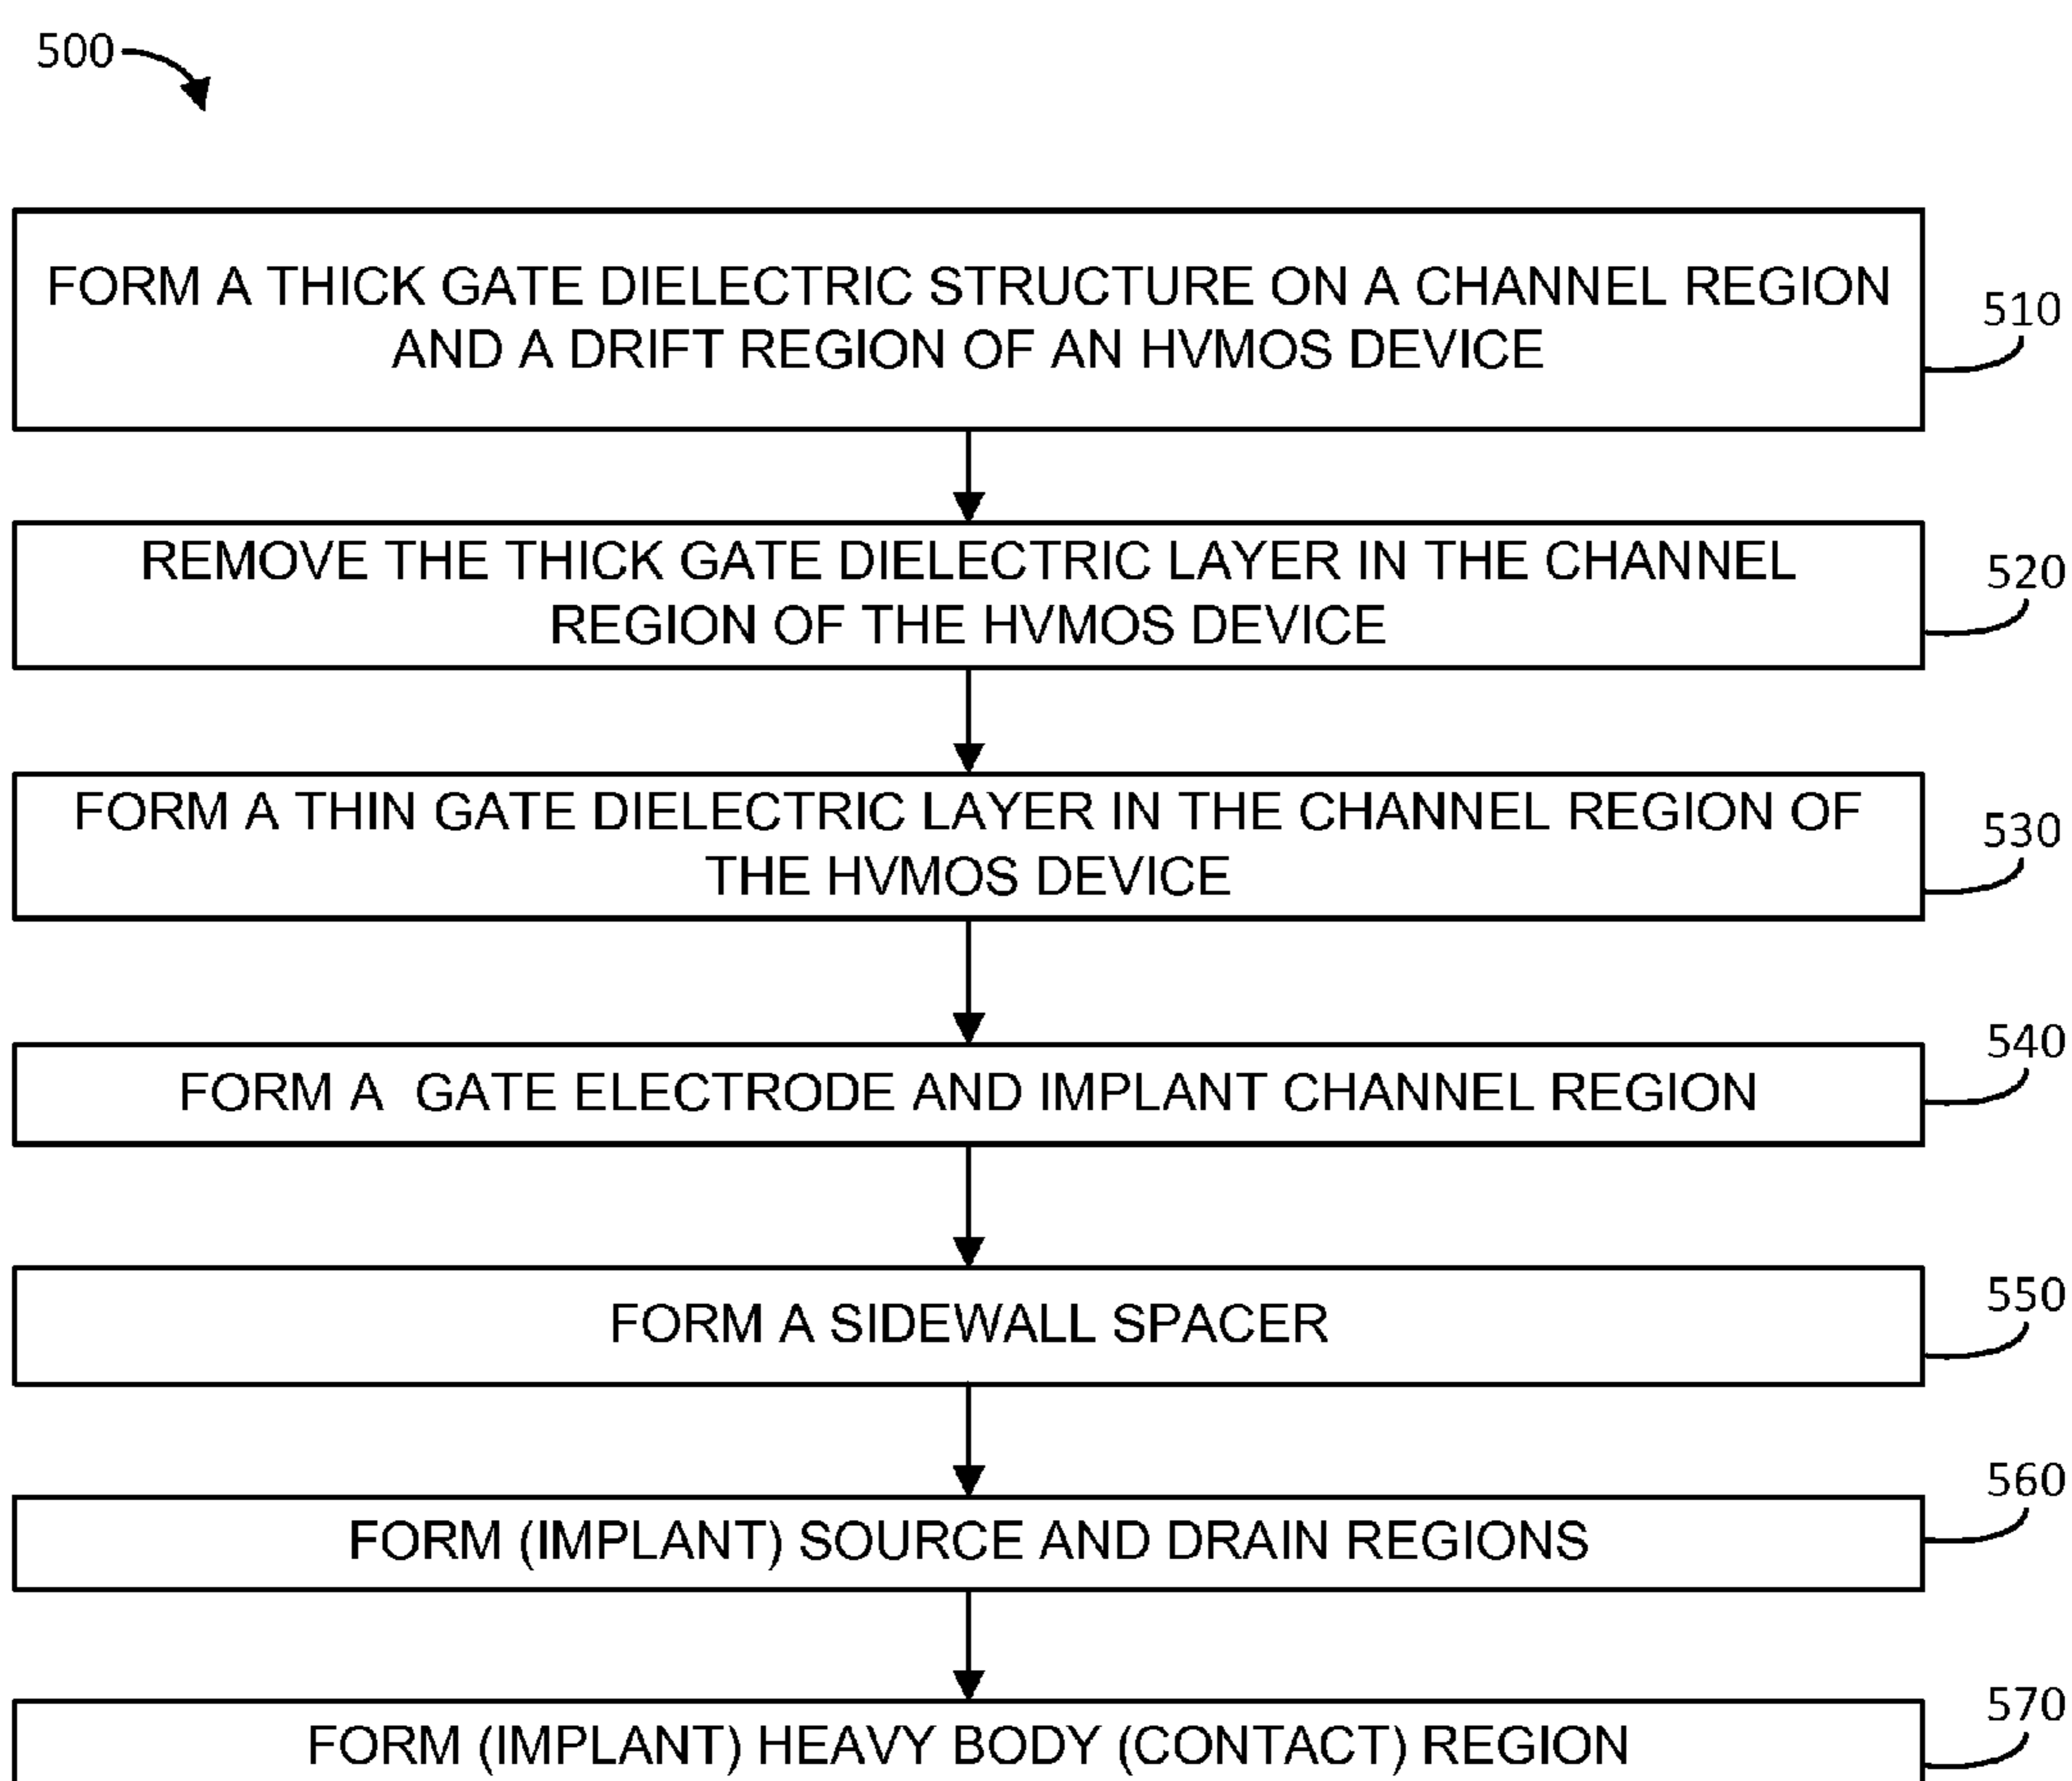 500
FORM A THICK GATE DIELECTRIC STRUCTURE ON A CHANNEL REGION
AND A DRIFT REGION OF AN HVMOS DEVICE
510
REMOVE THE THICK GATE DIELECTRIC LAYER IN THE CHANNEL
REGION OF THE HVMOS DEVICE
520
FORM A THIN GATE DIELECTRIC LAYER IN THE CHANNEL REGION OF
THE HVMOS DEVICE
530
FORM A GATE ELECTRODE AND IMPLANT CHANNEL REGION
540
FORM A SIDEWALL SPACER
550
FORM (IMPLANT) SOURCE AND DRAIN REGIONS
560
FORM (IMPLANT) HEAVY BODY (CONTACT) REGION
570